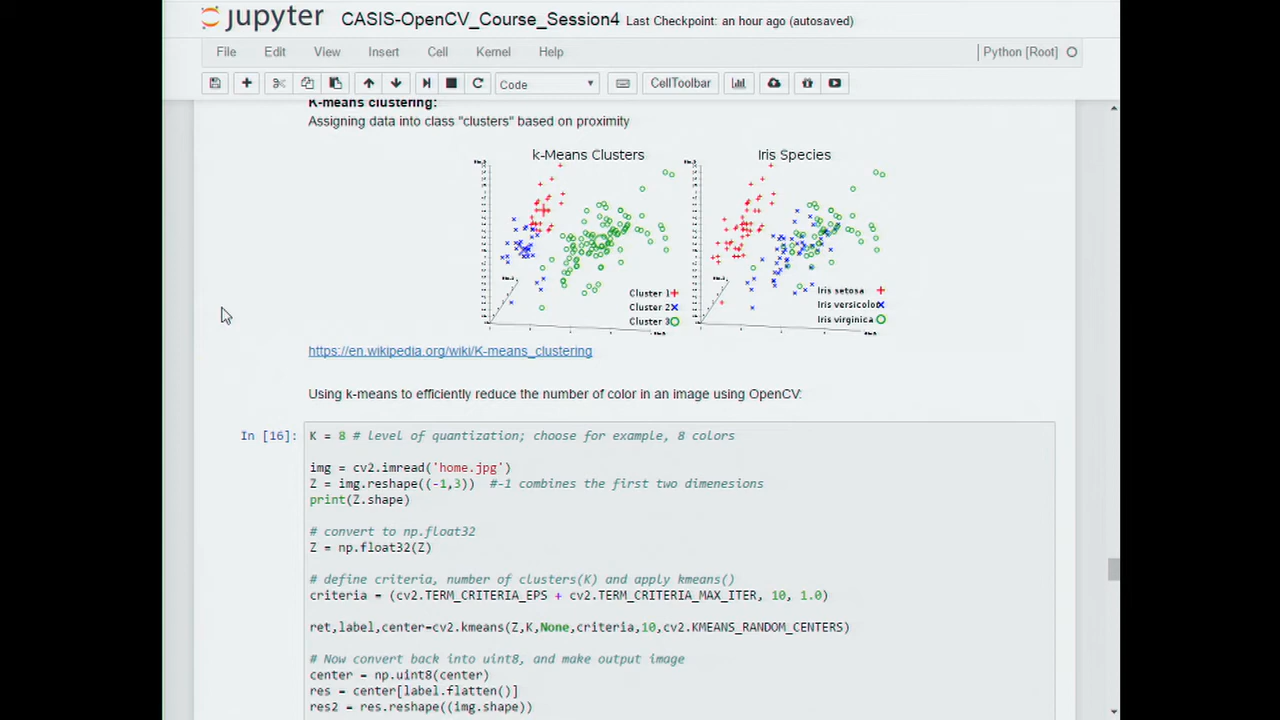 jupyter CASIS-OpenCV_Course_Session4 Last Checkpoint: an hour ago (autosaved)
File Edit View Insert Cell Kernel Help Python [Root]
Code CellToolbar
K-means clustering:
Assigning data into class "clusters" based on proximity
k-Means Clusters
Cluster 1
Cluster 2
Cluster 3
Iris Species
Iris setosa
Iris versicolor
Iris virginica
https://en.wikipedia.org/wiki/K-means_clustering
Using k-means to efficiently reduce the number of color in an image using OpenCV:
In [16]:
K = 8 # level of quantization; choose for example, 8 colors
img = cv2.imread('home.jpg')
Z = img.reshape((-1,3)) #-1 combines the first two dimenesions
print(Z.shape)
# convert to np.float32
Z = np.float32(Z)
# define criteria, number of clusters(K) and apply kmeans()
criteria = (cv2.TERM_CRITERIA_EPS + cv2.TERM_CRITERIA_MAX_ITER, 10, 1.0)
ret,label,center=cv2.kmeans(Z,K,None,criteria,10,cv2.KMEANS_RANDOM_CENTERS)
# Now convert back into uint8, and make output image
center = np.uint8(center)
res = center[label.flatten()]
res2 = res.reshape((img.shape))